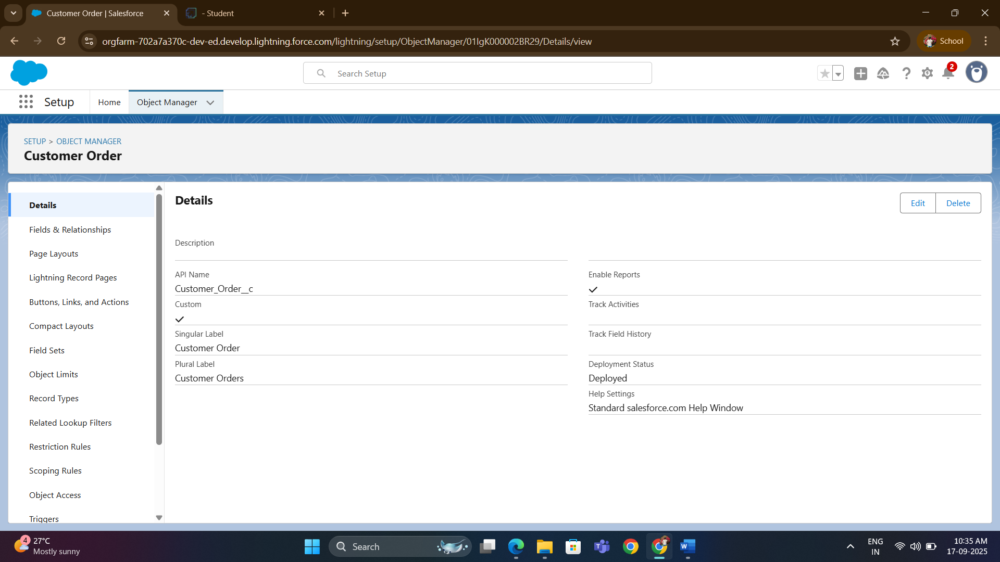 Customer Order | Salesforce
- Student
orgfarm-702a7a370c-dev-ed.develop.lightning.force.com/lightning/setup/ObjectManager/01IgK000002BR29/Details/view
School
Search Setup
2
Setup
Home
Object Manager
SETUP > OBJECT MANAGER
Customer Order
Details
Fields & Relationships
Page Layouts
Lightning Record Pages
Buttons, Links, and Actions
Compact Layouts
Field Sets
Object Limits
Record Types
Related Lookup Filters
Restriction Rules
Scoping Rules
Object Access
Triggers
Details
Edit
Delete
Description
API Name
Customer_Order__c
Custom
Singular Label
Customer Order
Plural Label
Customer Orders
Enable Reports
Track Activities
Track Field History
Deployment Status
Deployed
Help Settings
Standard salesforce.com Help Window
4
27°C
Mostly sunny
Search
ENG
IN
10:35 AM
17-09-2025